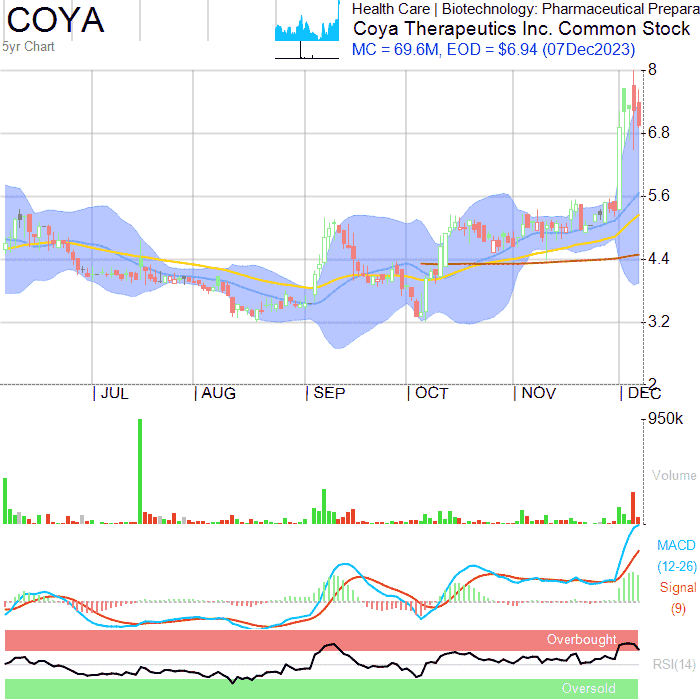 COYA
5yr Chart
Health Care | Biotechnology: Pharmaceutical Prepara
Coya Therapeutics Inc. Common Stock
MC = 69.6M, EOD = $6.94 (07Dec2023)
8
6.8
5.6
4.4
3.2
2
JUL AUG SEP OCT NOV DEC
950k
Volume
MACD
(12-26)
Signal
(9)
Overbought
RSI(14)
Oversold